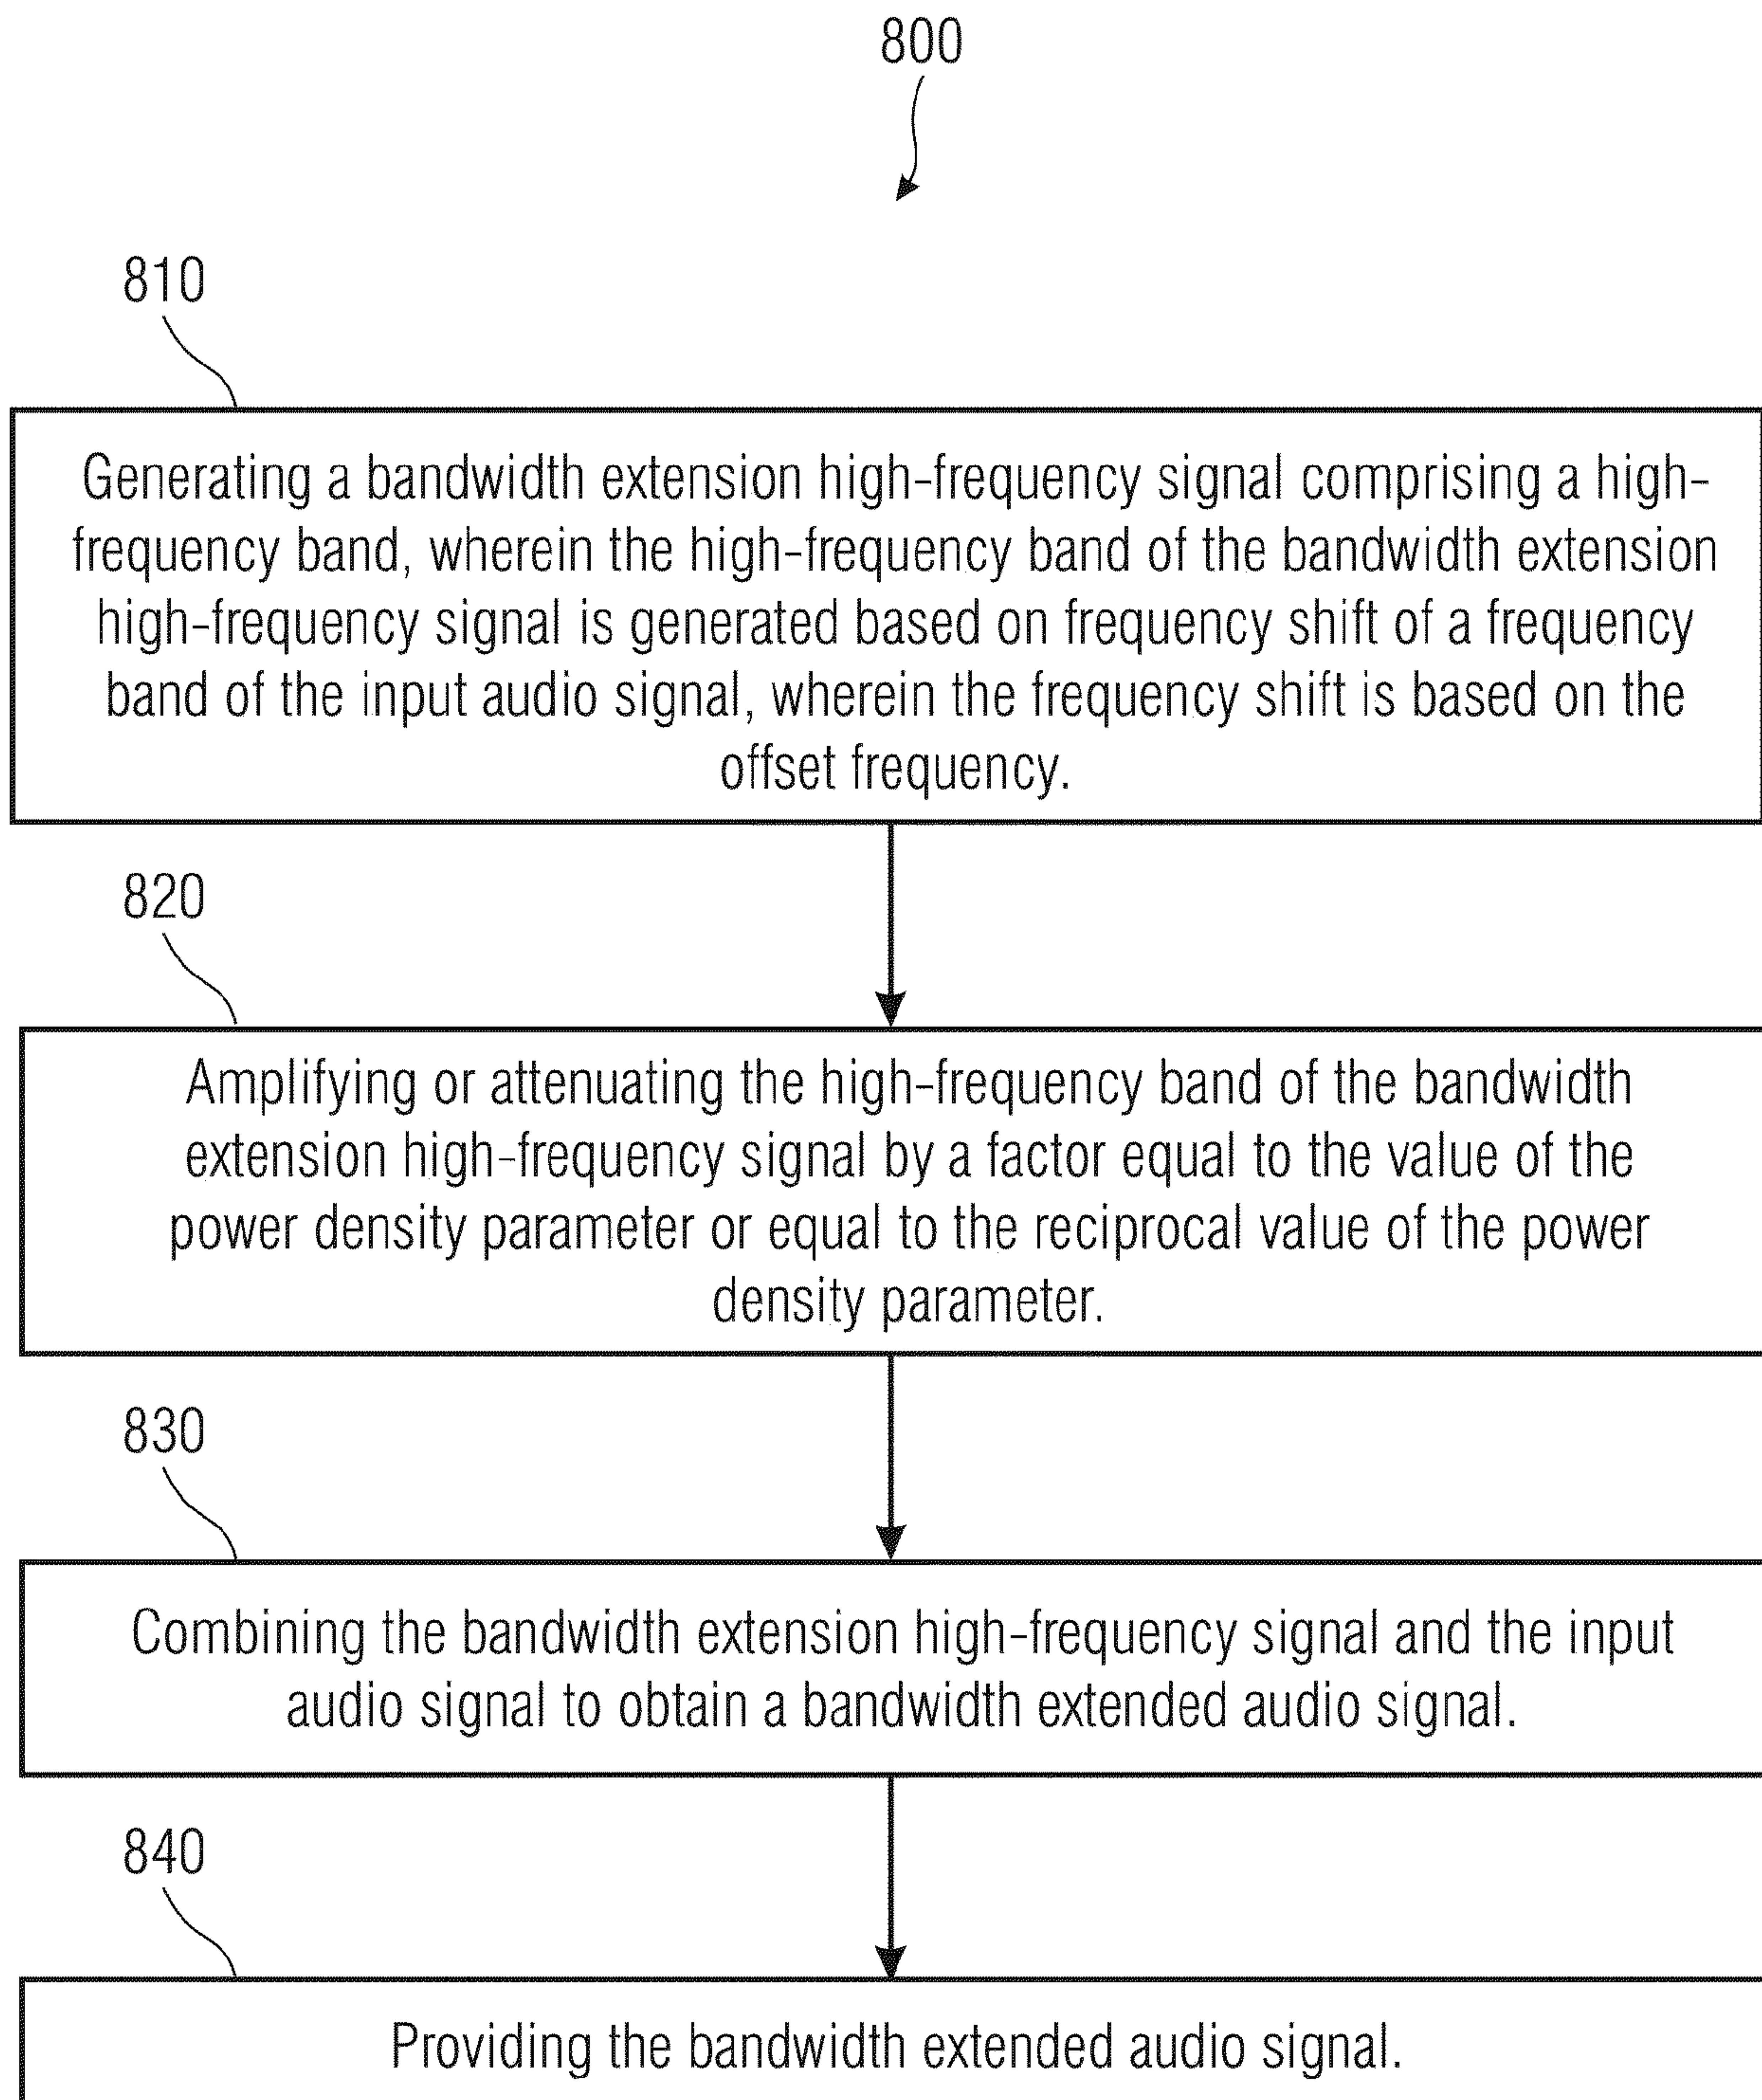 800
810
Generating a bandwidth extension high-frequency signal comprising a high-
frequency band, wherein the high-frequency band of the bandwidth extension
high-frequency signal is generated based on frequency shift of a frequency
band of the input audio signal, wherein the frequency shift is based on the
offset frequency.
820
Amplifying or attenuating the high-frequency band of the bandwidth
extension high-frequency signal by a factor equal to the value of the
power density parameter or equal to the reciprocal value of the power
density parameter.
830
Combining the bandwidth extension high-frequency signal and the input
audio signal to obtain a bandwidth extended audio signal.
840
Providing the bandwidth extended audio signal.